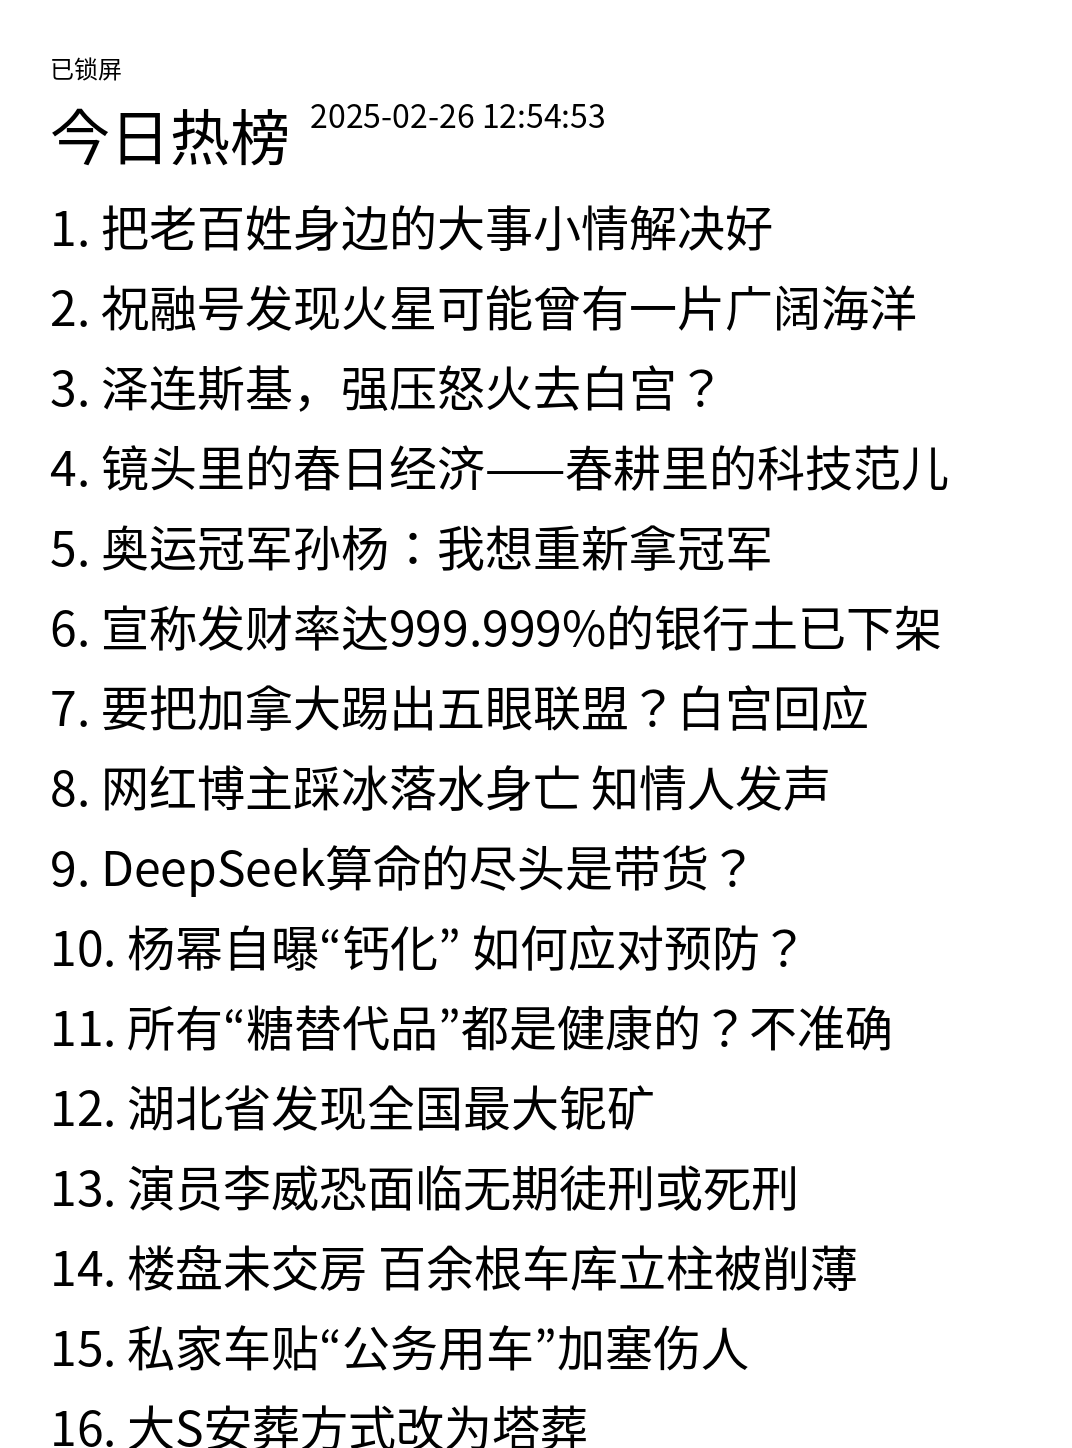 已锁屏
今日热榜 2025-02-26 12:54:53
1. 把老百姓身边的大事小情解决好
2. 祝融号发现火星可能曾有一片广阔海洋
3. 泽连斯基，强压怒火去白宫？
4. 镜头里的春日经济——春耕里的科技范儿
5. 奥运冠军孙杨：我想重新拿冠军
6. 宣称发财率达999.999%的银行土已下架
7. 要把加拿大踢出五眼联盟？白宫回应
8. 网红博主踩冰落水身亡 知情人发声
9. DeepSeek算命的尽头是带货？
10. 杨幂自曝“钙化” 如何应对预防？
11. 所有“糖替代品”都是健康的？不准确
12. 湖北省发现全国最大铌矿
13. 演员李威恐面临无期徒刑或死刑
14. 楼盘未交房 百余根车库立柱被削薄
15. 私家车贴“公务用车”加塞伤人
16. 大S安葬方式改为塔葬